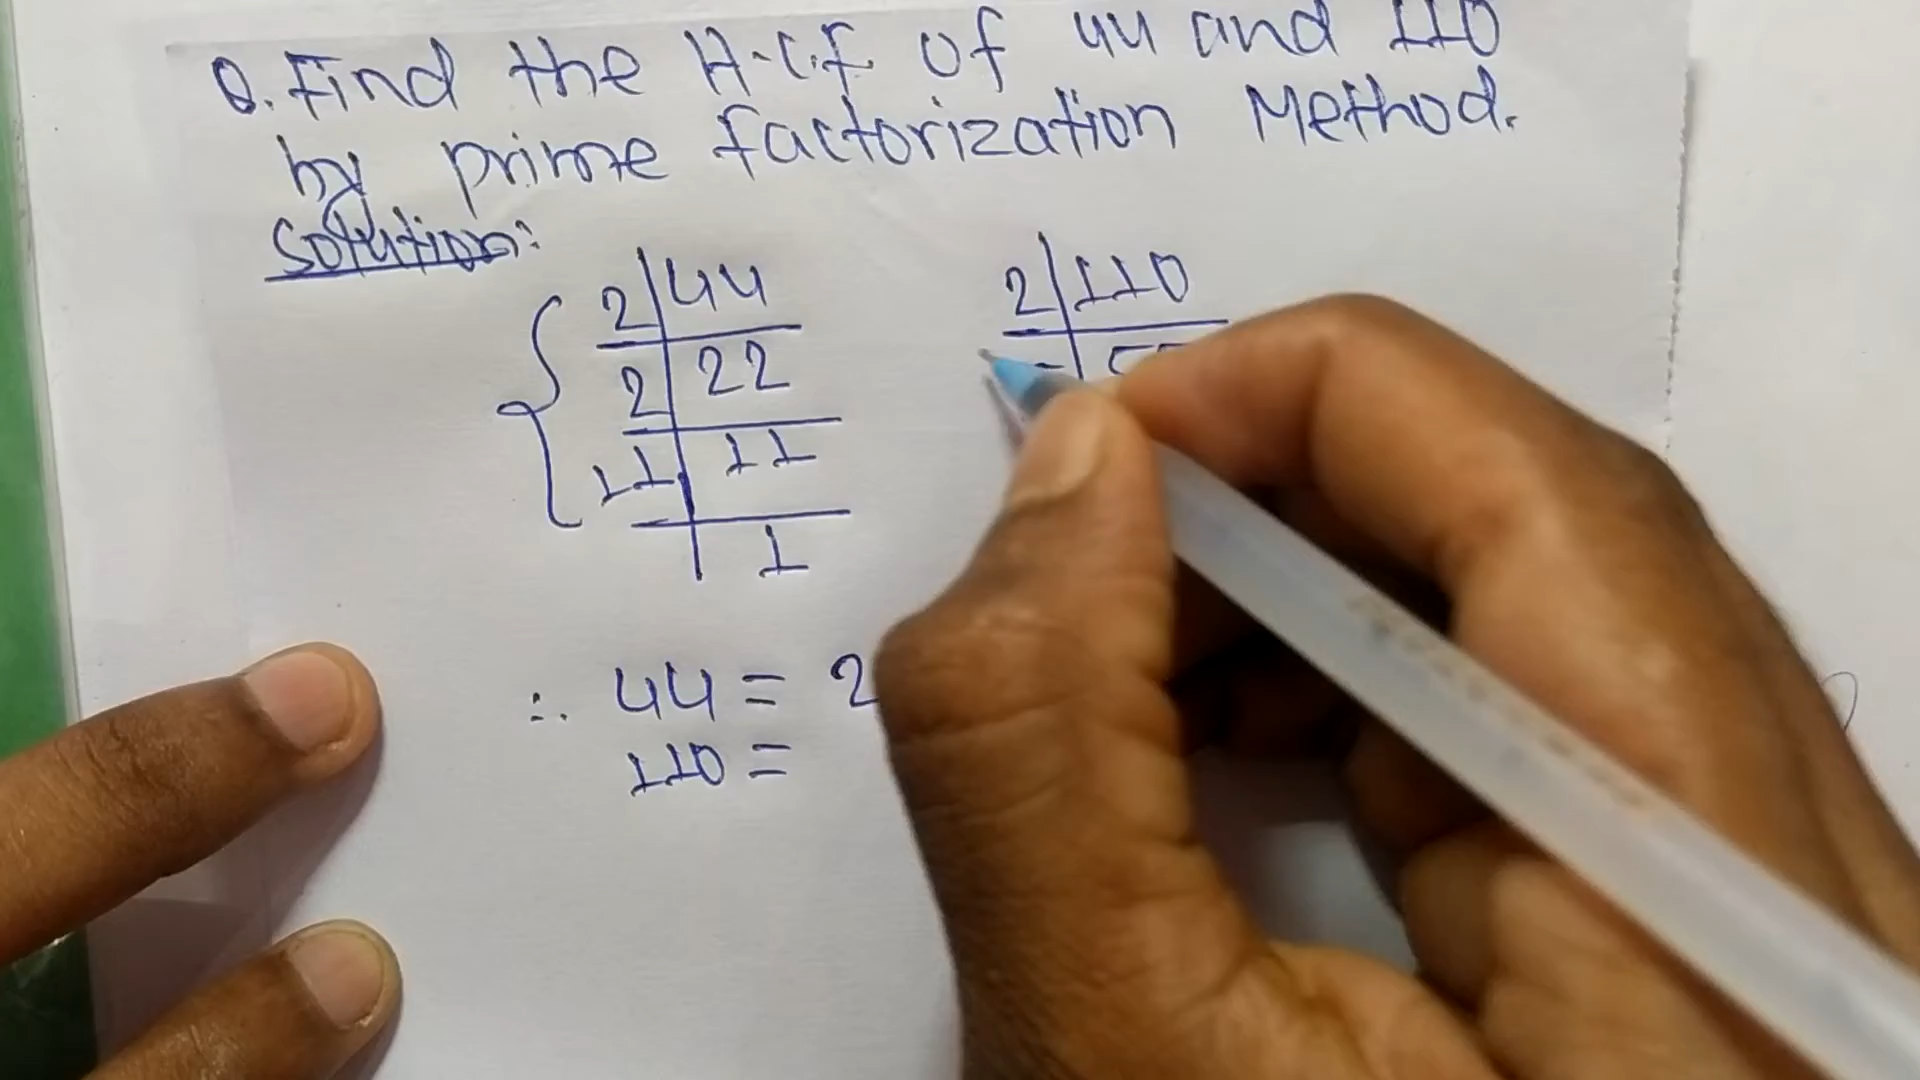 Q. Find the H.C.F of 44 and 110
by prime factorization Method.
Solution:
2 44
2 22
11 11
1
2 110
∴ 44 = 2
110 =